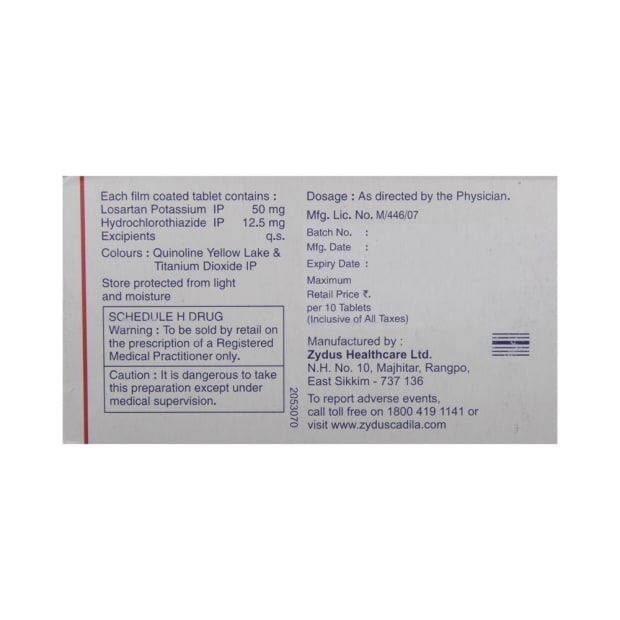 Each film coated tablet contains :
Losartan Potassium IP 50 mg
Hydrochlorothiazide IP 12.5 mg
Excipients q.s.
Colours : Quinoline Yellow Lake &
Titanium Dioxide IP
Store protected from light
and moisture
SCHEDULE H DRUG
Warning : To be sold by retail on
the prescription of a Registered
Medical Practitioner only.
Caution : It is dangerous to take
this preparation except under
medical supervision.
2053070
Dosage : As directed by the Physician.
Mfg. Lic. No. M/446/07
Batch No. :
Mfg. Date :
Expiry Date :
Maximum
Retail Price ₹.
per 10 Tablets
(Inclusive of All Taxes)
Manufactured by :
Zydus Healthcare Ltd.
N.H. No. 10, Majhitar, Rangpo,
East Sikkim - 737 136
To report adverse events,
call toll free on 1800 419 1141 or
visit www.zyduscadila.com